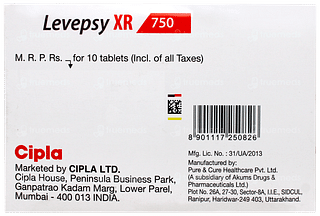 Levepsy XR 750
M. R. P. Rs. for 10 tablets (Incl. of all Taxes)
8901117250826
Cipla
Marketed by CIPLA LTD.
Cipla House, Peninsula Business Park,
Ganpatrao Kadam Marg, Lower Parel,
Mumbai - 400 013 INDIA.
Mfg. Lic. No.: 31/UA/2013
Manufactured by:
Pure & Cure Healthcare Pvt. Ltd.
(A subsidiary of Akums Drugs &
Pharmaceuticals Ltd.)
Plot No. 26A, 27-30, Sector-8A, I.I.E., SIDCUL,
Ranipur, Haridwar-249 403, Uttarakhand.